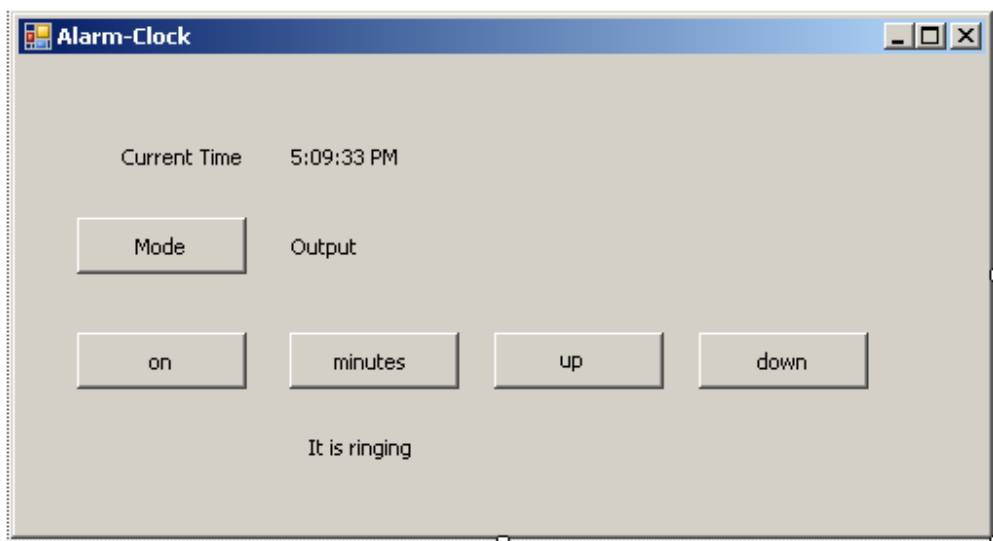 Alarm-Clock
Current Time 5:09:33 PM
Mode Output
on minutes up down
It is ringing